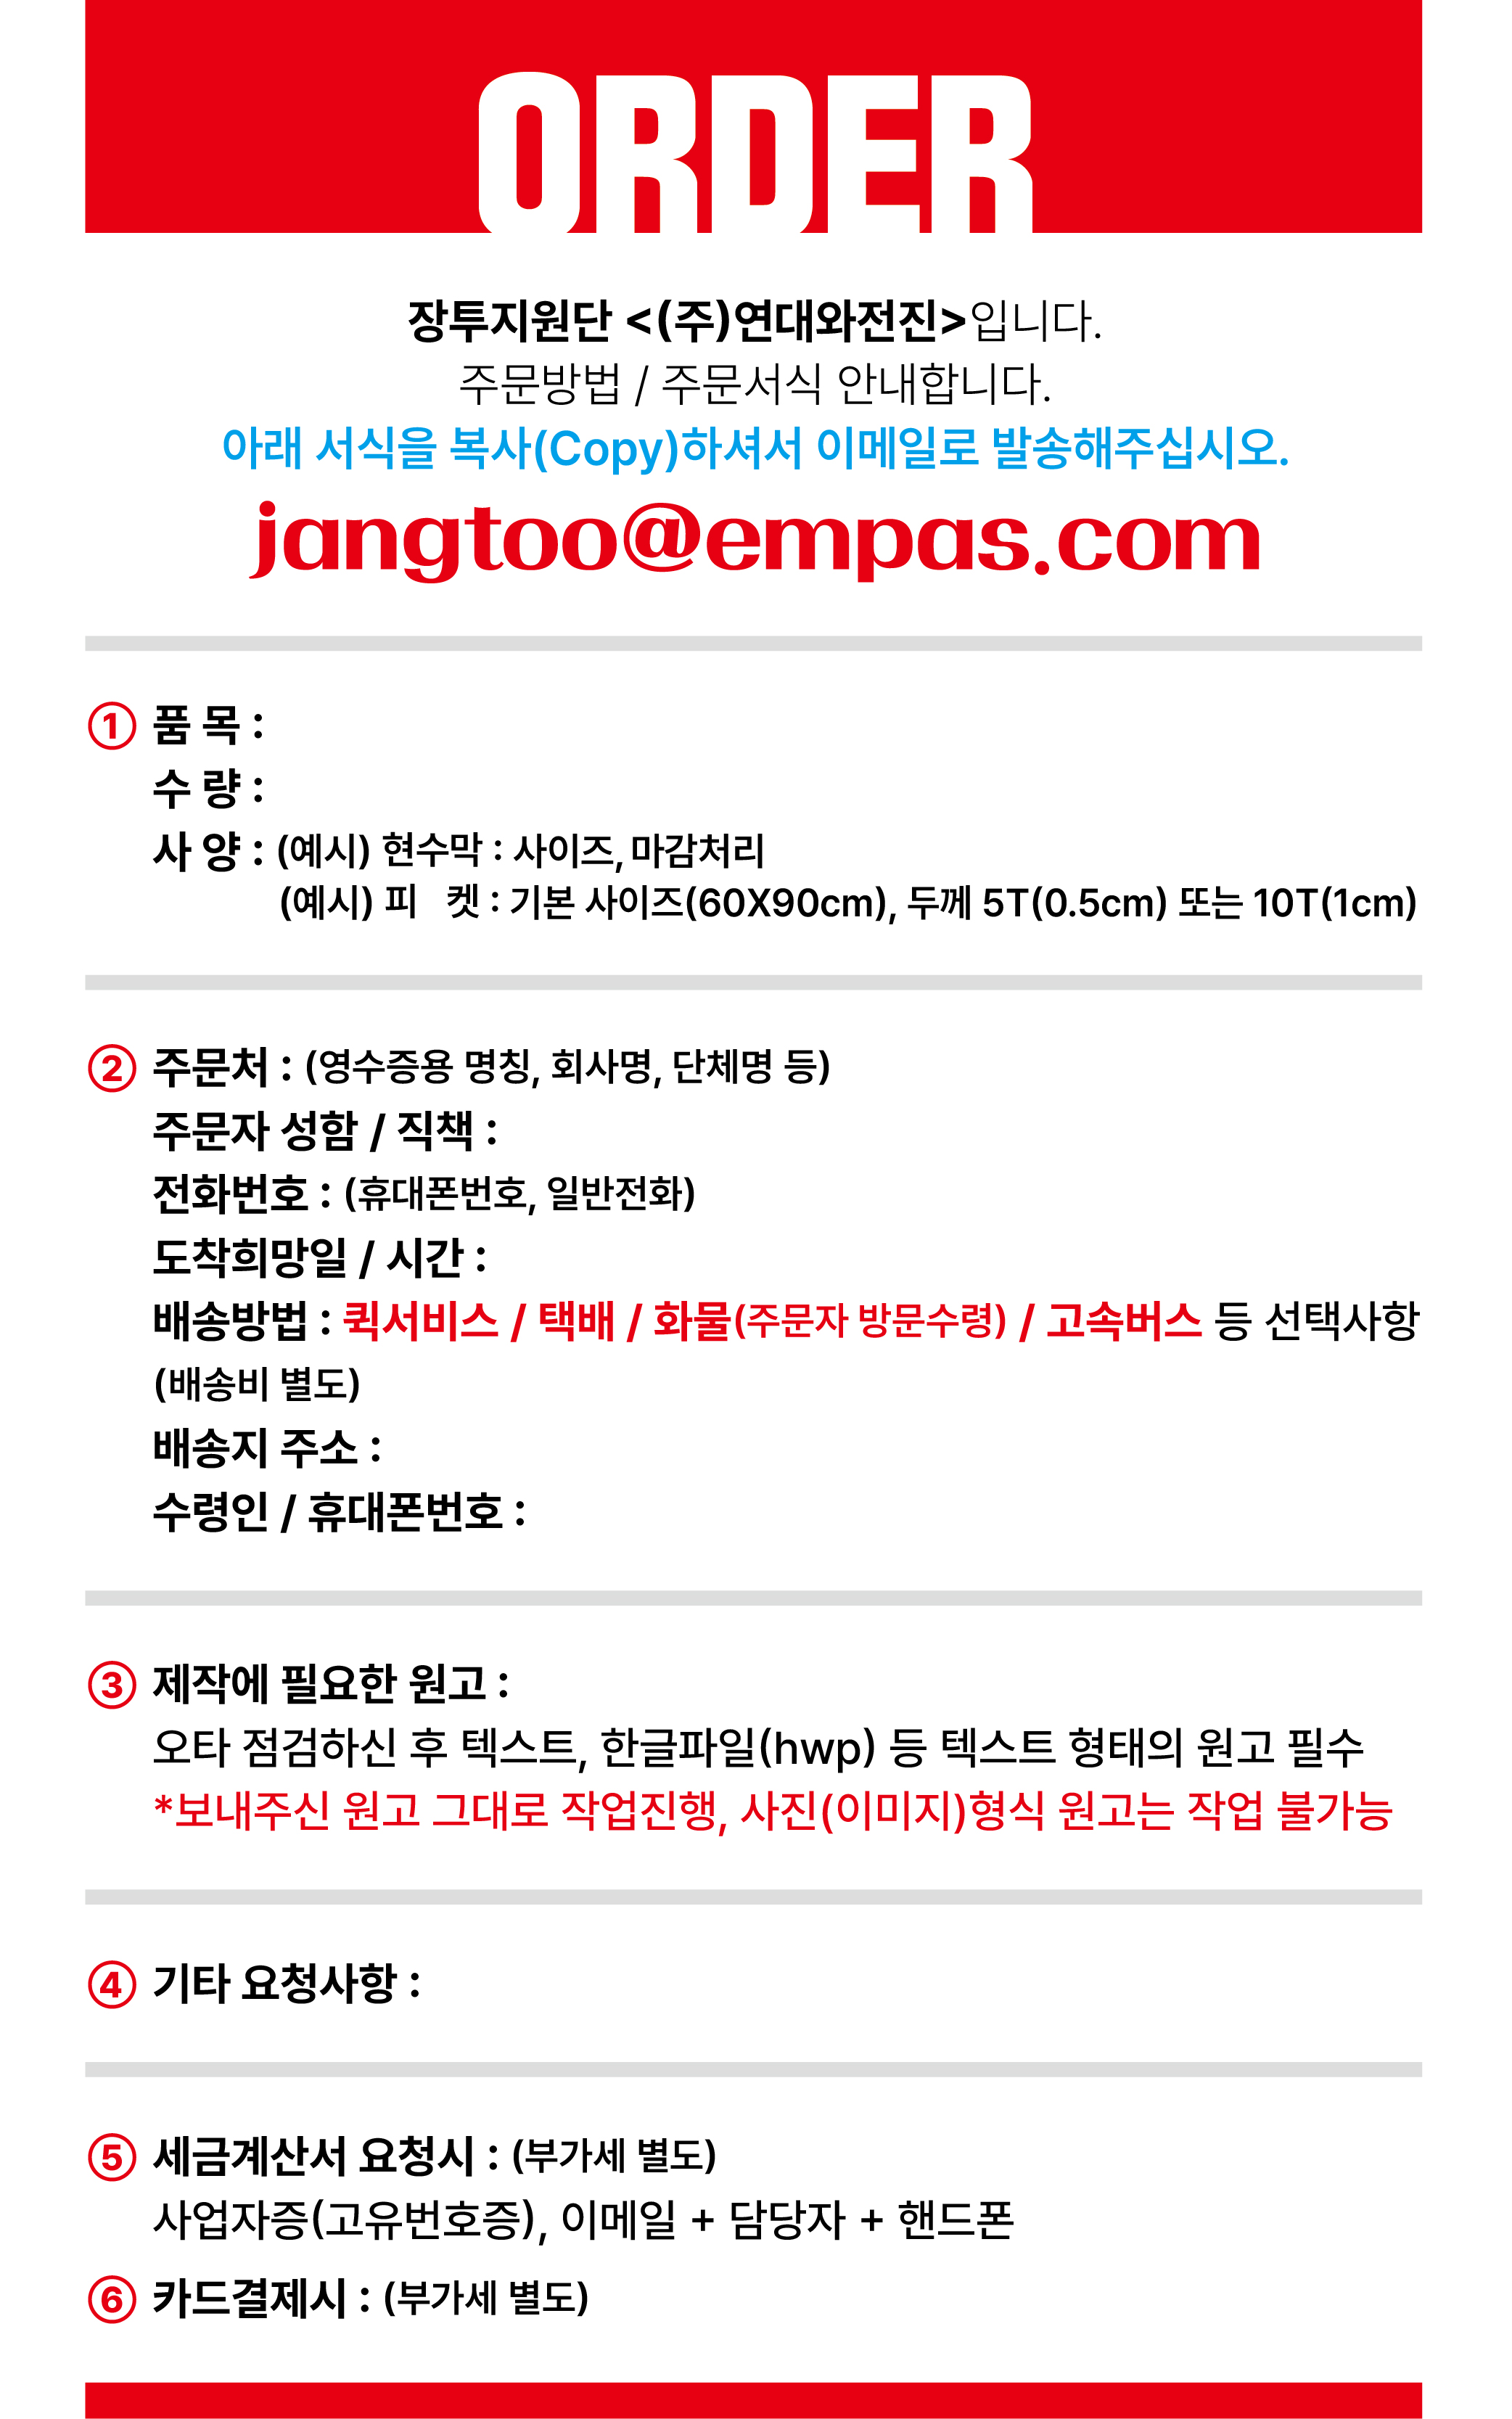 ORDER
장투지원단 <(주)연대와전진>입니다.
주문방법 / 주문서식 안내합니다.
아래 서식을 복사(Copy)하셔서 이메일로 발송해주십시오.
jangtoo@empas.com
① 품 목 :
수 량 :
사 양 : (예시) 현수막 : 사이즈, 마감처리
(예시) 피 켓 : 기본 사이즈(60X90cm), 두께 5T(0.5cm) 또는 10T(1cm)
② 주문처 : (영수증용 명칭, 회사명, 단체명 등)
주문자 성함 / 직책 :
전화번호 : (휴대폰번호, 일반전화)
도착희망일 / 시간 :
배송방법 : 퀵서비스 / 택배 / 화물(주문자 방문수령) / 고속버스 등 선택사항
(배송비 별도)
배송지 주소 :
수령인 / 휴대폰번호 :
③ 제작에 필요한 원고 :
오타 점검하신 후 텍스트, 한글파일(hwp) 등 텍스트 형태의 원고 필수
*보내주신 원고 그대로 작업진행, 사진(이미지)형식 원고는 작업 불가능
④ 기타 요청사항 :
⑤ 세금계산서 요청시 : (부가세 별도)
사업자증(고유번호증), 이메일 + 담당자 + 핸드폰
⑥ 카드결제시 : (부가세 별도)